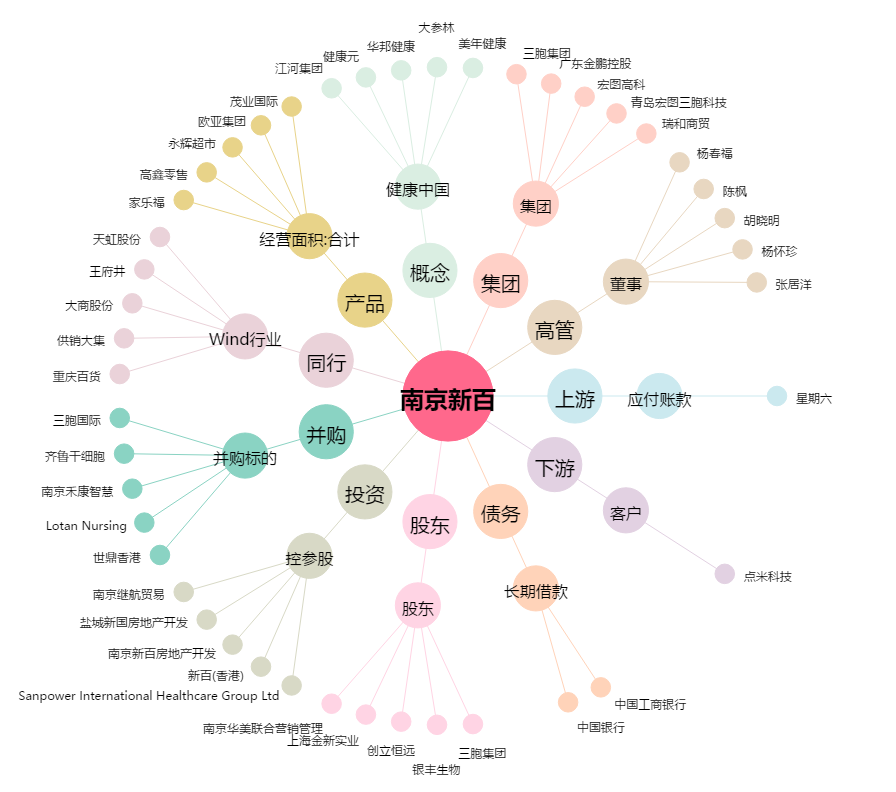 大参林
华邦健康
美年健康
健康元
江河集团
三胞集团
广东金鹏控股
宏图高科
青岛宏图三胞科技
瑞和商贸
茂业国际
欧亚集团
永辉超市
高鑫零售
家乐福
健康中国
集团
杨春福
陈枫
胡晓明
杨怀珍
张居洋
天虹股份
王府井
大商股份
供销大集
重庆百货
经营面积:合计
概念
集团
董事
产品
高管
Wind行业
同行
南京新百
上游
应付账款
星期六
三胞国际
齐鲁干细胞
南京禾康智慧
Lotan Nursing
世鼎香港
并购标的
并购
下游
客户
点米科技
投资
股东
债务
控参股
股东
长期借款
南京继航贸易
盐城新国房地产开发
南京新百房地产开发
新百(香港)
Sanpower International Healthcare Group Ltd
南京华美联合营销管理
上海金新实业
创立恒远
银丰生物
三胞集团
中国工商银行
中国银行